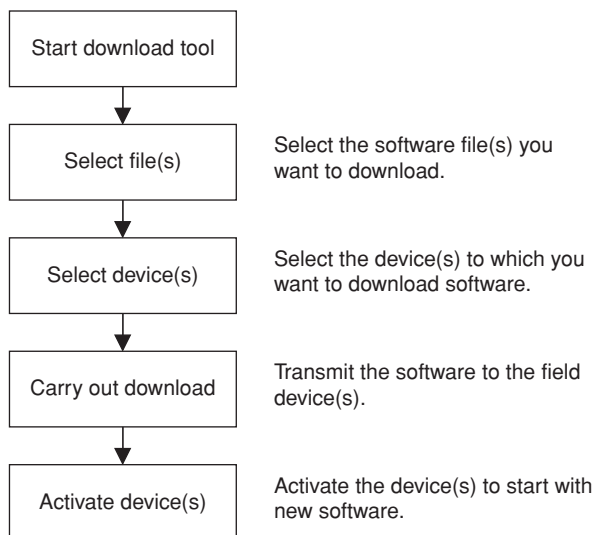 Start download tool
Select file(s)
Select the software file(s) you
want to download.
Select device(s)
Select the device(s) to which you
want to download software.
Carry out download
Transmit the software to the field
device(s).
Activate device(s)
Activate the device(s) to start with
new software.